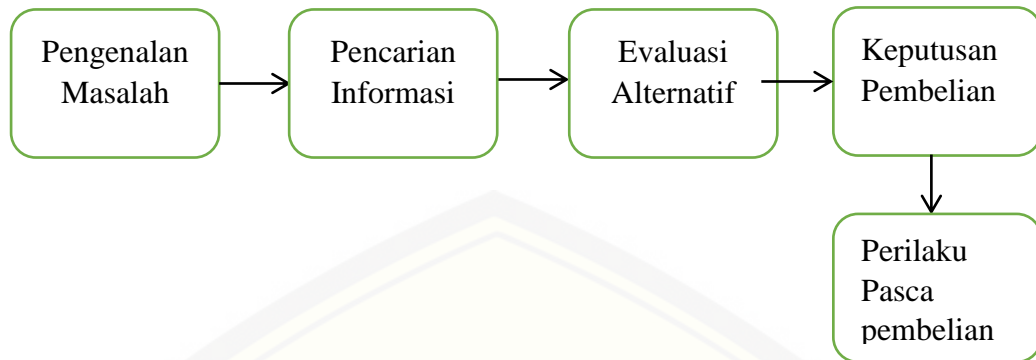 Pengenalan
Masalah
Pencarian
Informasi
Evaluasi
Alternatif
Keputusan
Pembelian
Perilaku
Pasca
pembelian